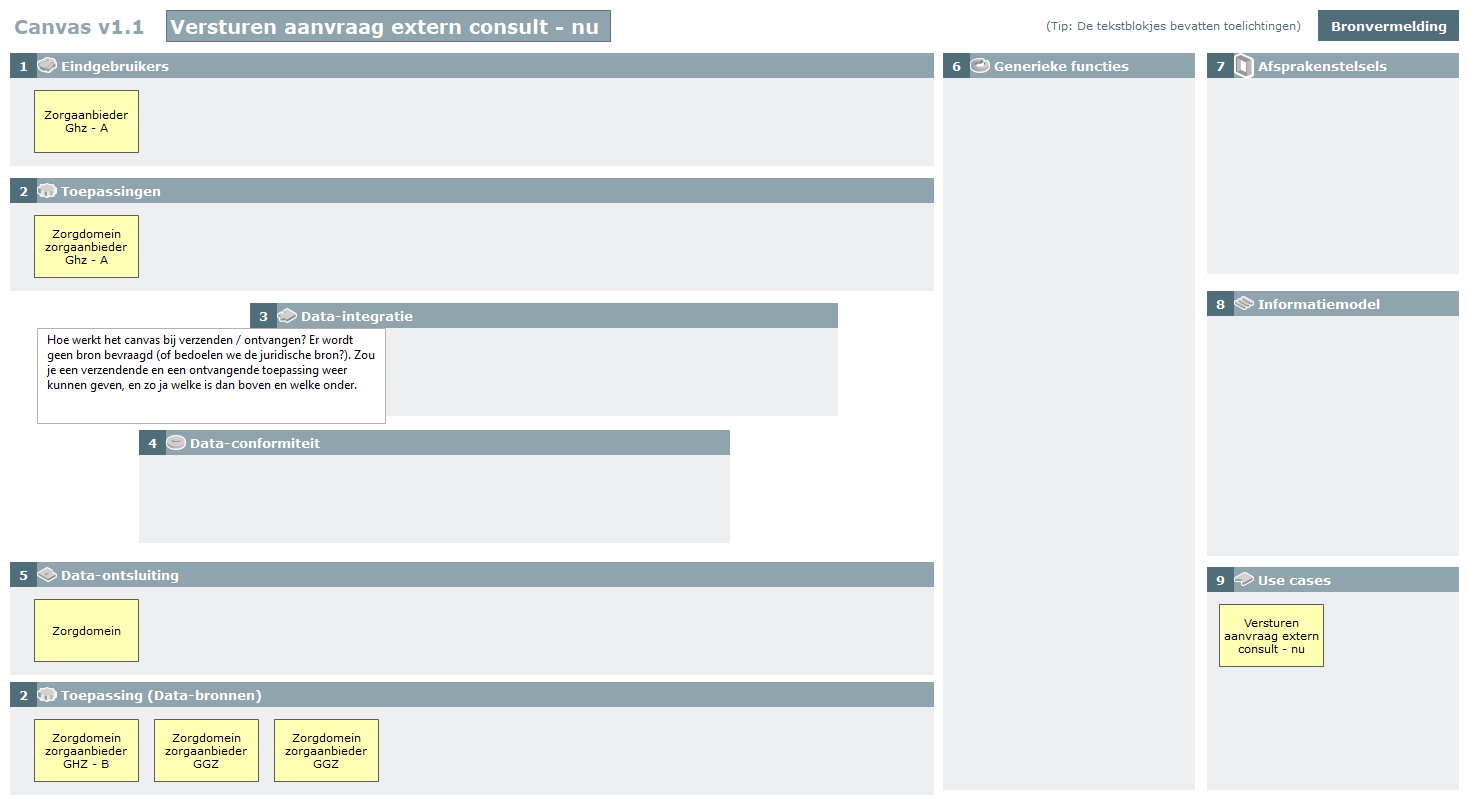 Canvas v1.1
Versturen aanvraag extern consult - nu
(Tip: De tekstblokjes bevatten toelichtingen)
Bronvermelding
1 Eindgebruikers
Zorgaanbieder
Ghz - A
2 Toepassingen
Zorgdomein
zorgaanbieder
Ghz - A
3 Data-integratie
Hoe werkt het canvas bij verzenden / ontvangen? Er wordt
geen bron bevraagd (of bedoelen we de juridische bron?). Zou
je een verzendende en een ontvangende toepassing weer
kunnen geven, en zo ja welke is dan boven en welke onder.
4 Data-conformiteit
5 Data-ontsluiting
Zorgdomein
2 Toepassing (Data-bronnen)
Zorgdomein
zorgaanbieder
GHZ - B
Zorgdomein
zorgaanbieder
GGZ
Zorgdomein
zorgaanbieder
GGZ
6 Generieke functies
7 Afsprakenstelsels
8 Informatiemodel
9 Use cases
Versturen
aanvraag extern
consult - nu